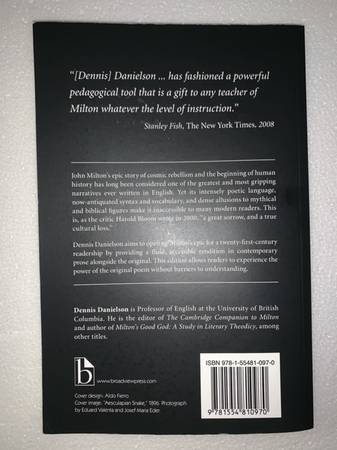 “[Dennis] Danielson ... has fashioned a powerful
pedagogical tool that is a gift to any teacher of
Milton whatever the level of instruction.”
Stanley Fish, The New York Times, 2008
John Milton's epic story of cosmic rebellion and the beginning of human
history has long been considered one of the greatest and most gripping
narratives ever written in English. Yet its intensely poetic language,
now-antiquated syntax and vocabulary, and dense allusions to mythical
and biblical figures make it inaccessible to many modern readers. This
is, as the critic Harold Bloom wrote in 2000, “a great sorrow, and a true
cultural loss.”
Dennis Danielson aims to open Milton's epic for a twenty-first-century
readership by providing a fluid, accessible rendition in contemporary
prose alongside the original. This edition allows readers to experience the
power of the original poem without barriers to understanding.
Dennis Danielson is Professor of English at the University of British
Columbia. He is the editor of The Cambridge Companion to Milton
and author of Milton's Good God: A Study in Literary Theodicy, among
other titles.
b
www.broadviewpress.com
Cover design: Aldo Fierro
Cover image: “Aesculapian Snake,” 1896. Photograph
by Eduard Valenta and Josef Maria Eder.
ISBN 978-1-55481-097-0
9 781554 810970